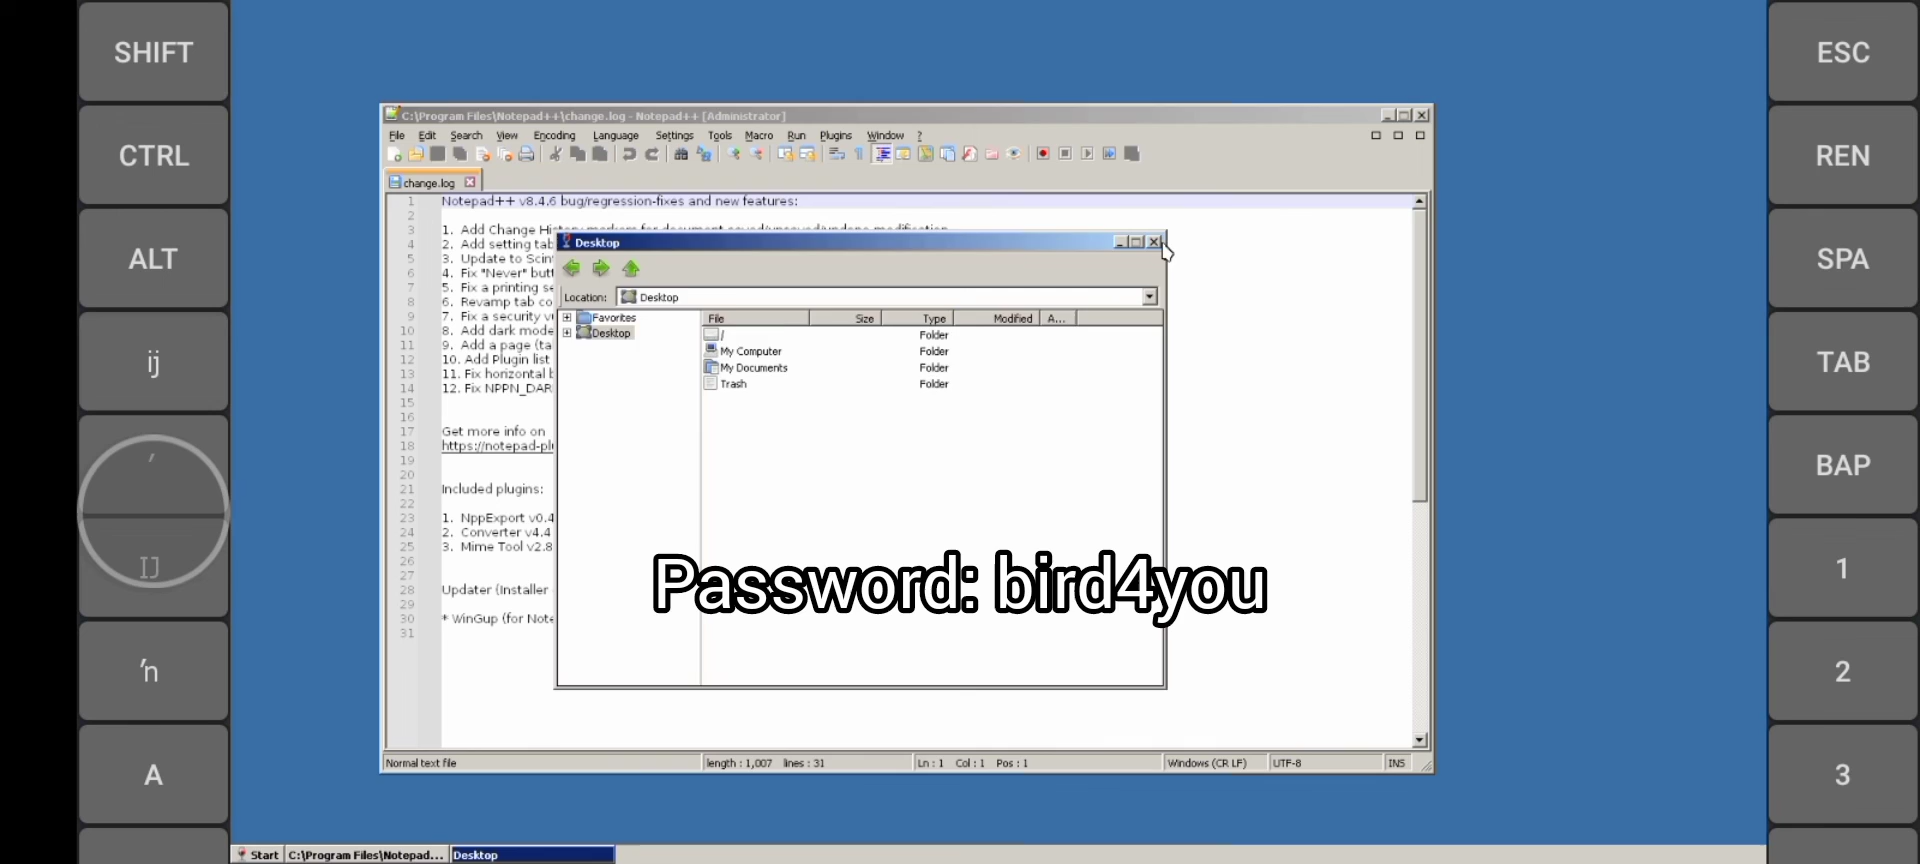 SHIFT
CTRL
ALT
ij
′
IJ
ŉ
A
ESC
REN
SPA
TAB
BAP
1
2
3
C:\Program Files\Notepad++\change.log - Notepad++ [Administrator]
File Edit Search View Encoding Language Settings Tools Macro Run Plugins Window ?
change.log
1 Notepad++ v8.4.6 bug/regression-fixes and new features:
2
3 1. Add Change History markers for document saved/unsaved/undone modification
4 2. Add setting tab
5 3. Update to Scin
6 4. Fix "Never" butt
7 5. Fix a printing se
8 6. Revamp tab co
9 7. Fix a security vu
10 8. Add dark mode
11 9. Add a page (ta
12 10. Add Plugin list
13 11. Fix horizontal b
14 12. Fix NPPN_DAR
15
16
17 Get more info on
18 https://notepad-pl
19
20
21 Included plugins:
22
23 1. NppExport v0.4
24 2. Converter v4.4
25 3. Mime Tool v2.8
26
27
28 Updater (Installer
29
30 * WinGup (for Note
31
Desktop
Location: Desktop
Favorites
Desktop
File Size Type Modified A...
/ Folder
My Computer Folder
My Documents Folder
Trash Folder
Password: bird4you
Normal text file length : 1,007 lines : 31 Ln : 1 Col : 1 Pos : 1 Windows (CR LF) UTF-8 INS
Start C:\Program Files\Notepad... Desktop